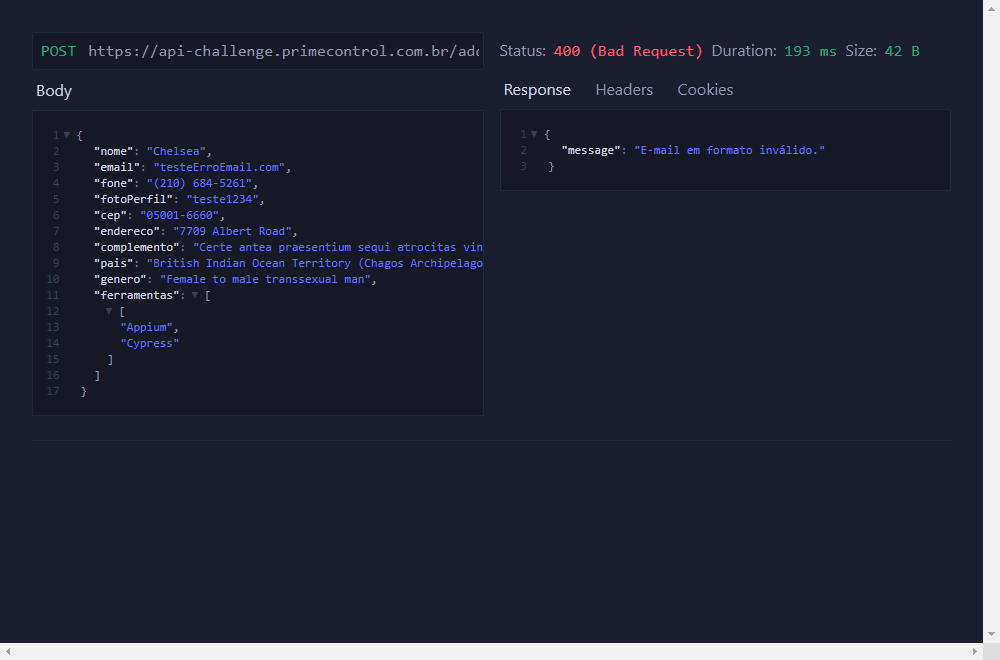 POST https://api-challenge.primecontrol.com.br/add
Status: 400 (Bad Request) Duration: 193 ms Size: 42 B
Body
1 {
2 "nome": "Chelsea",
3 "email": "testeErroEmail.com",
4 "fone": "(210) 684-5261",
5 "fotoPerfil": "teste1234",
6 "cep": "05001-6660",
7 "endereco": "7709 Albert Road",
8 "complemento": "Certe antea praesentium sequi atrocitas vin
9 "pais": "British Indian Ocean Territory (Chagos Archipelago
10 "genero": "Female to male transsexual man",
11 "ferramentas": [
12 [
13 "Appium",
14 "Cypress"
15 ]
16 ]
17 }
Response Headers Cookies
1 {
2 "message": "E-mail em formato inválido."
3 }